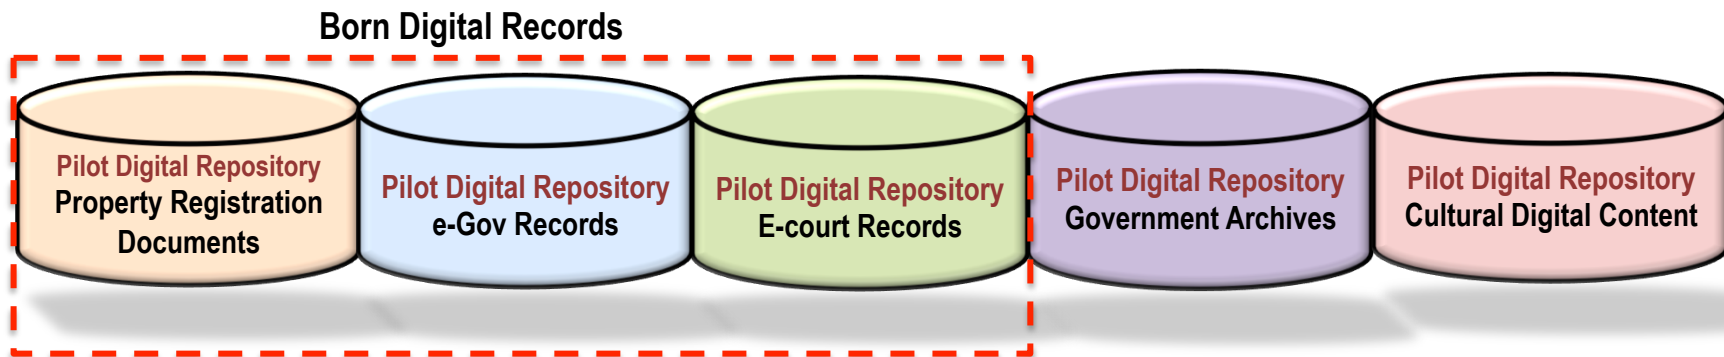 Born Digital Records
Pilot Digital Repository
Property Registration
Documents
Pilot Digital Repository
e-Gov Records
Pilot Digital Repository
E-court Records
Pilot Digital Repository
Government Archives
Pilot Digital Repository
Cultural Digital Content